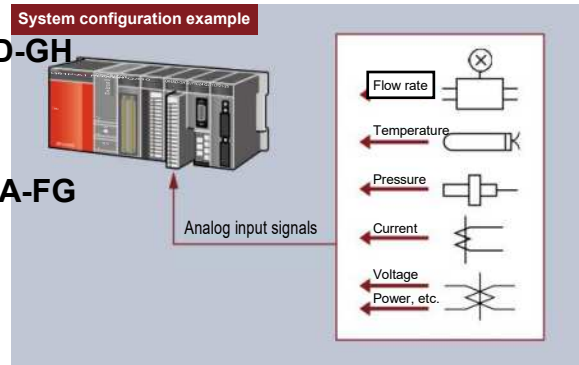 System configuration example
D-GH
A-FG
Analog input signals
Flow rate
Temperature
Pressure
Current
Voltage
Power, etc.